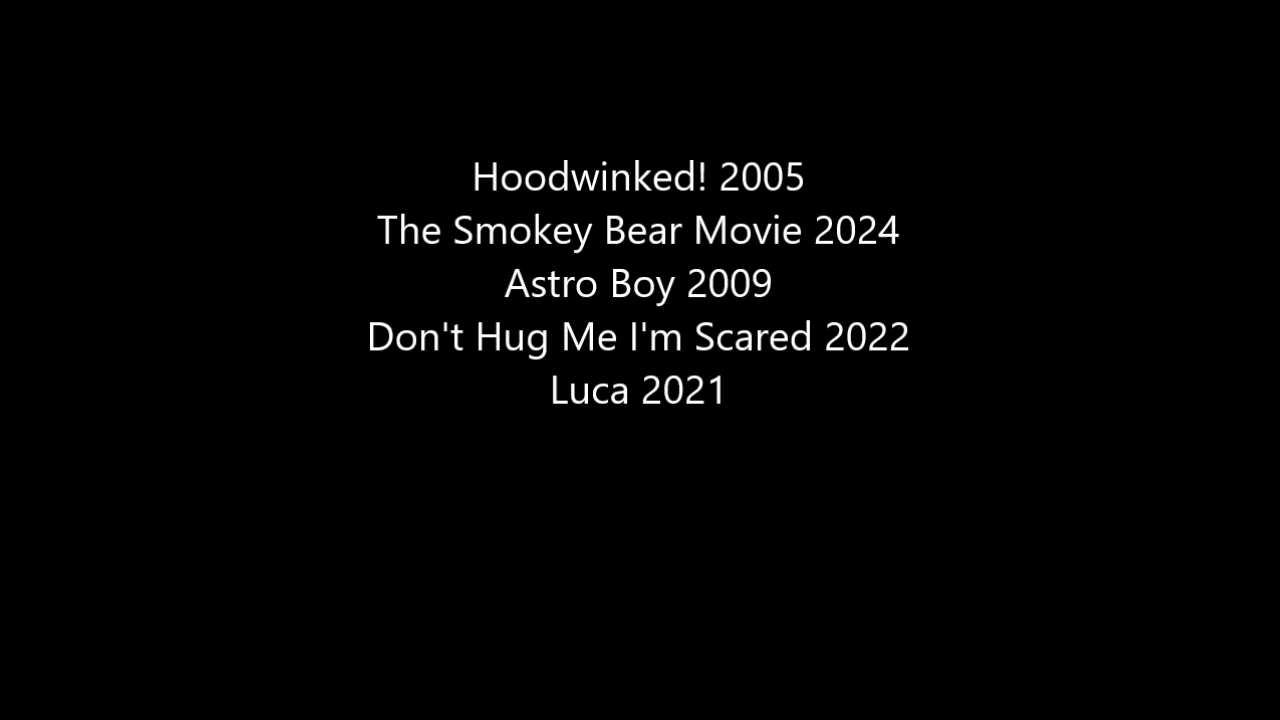 Hoodwinked! 2005
The Smokey Bear Movie 2024
Astro Boy 2009
Don't Hug Me I'm Scared 2022
Luca 2021